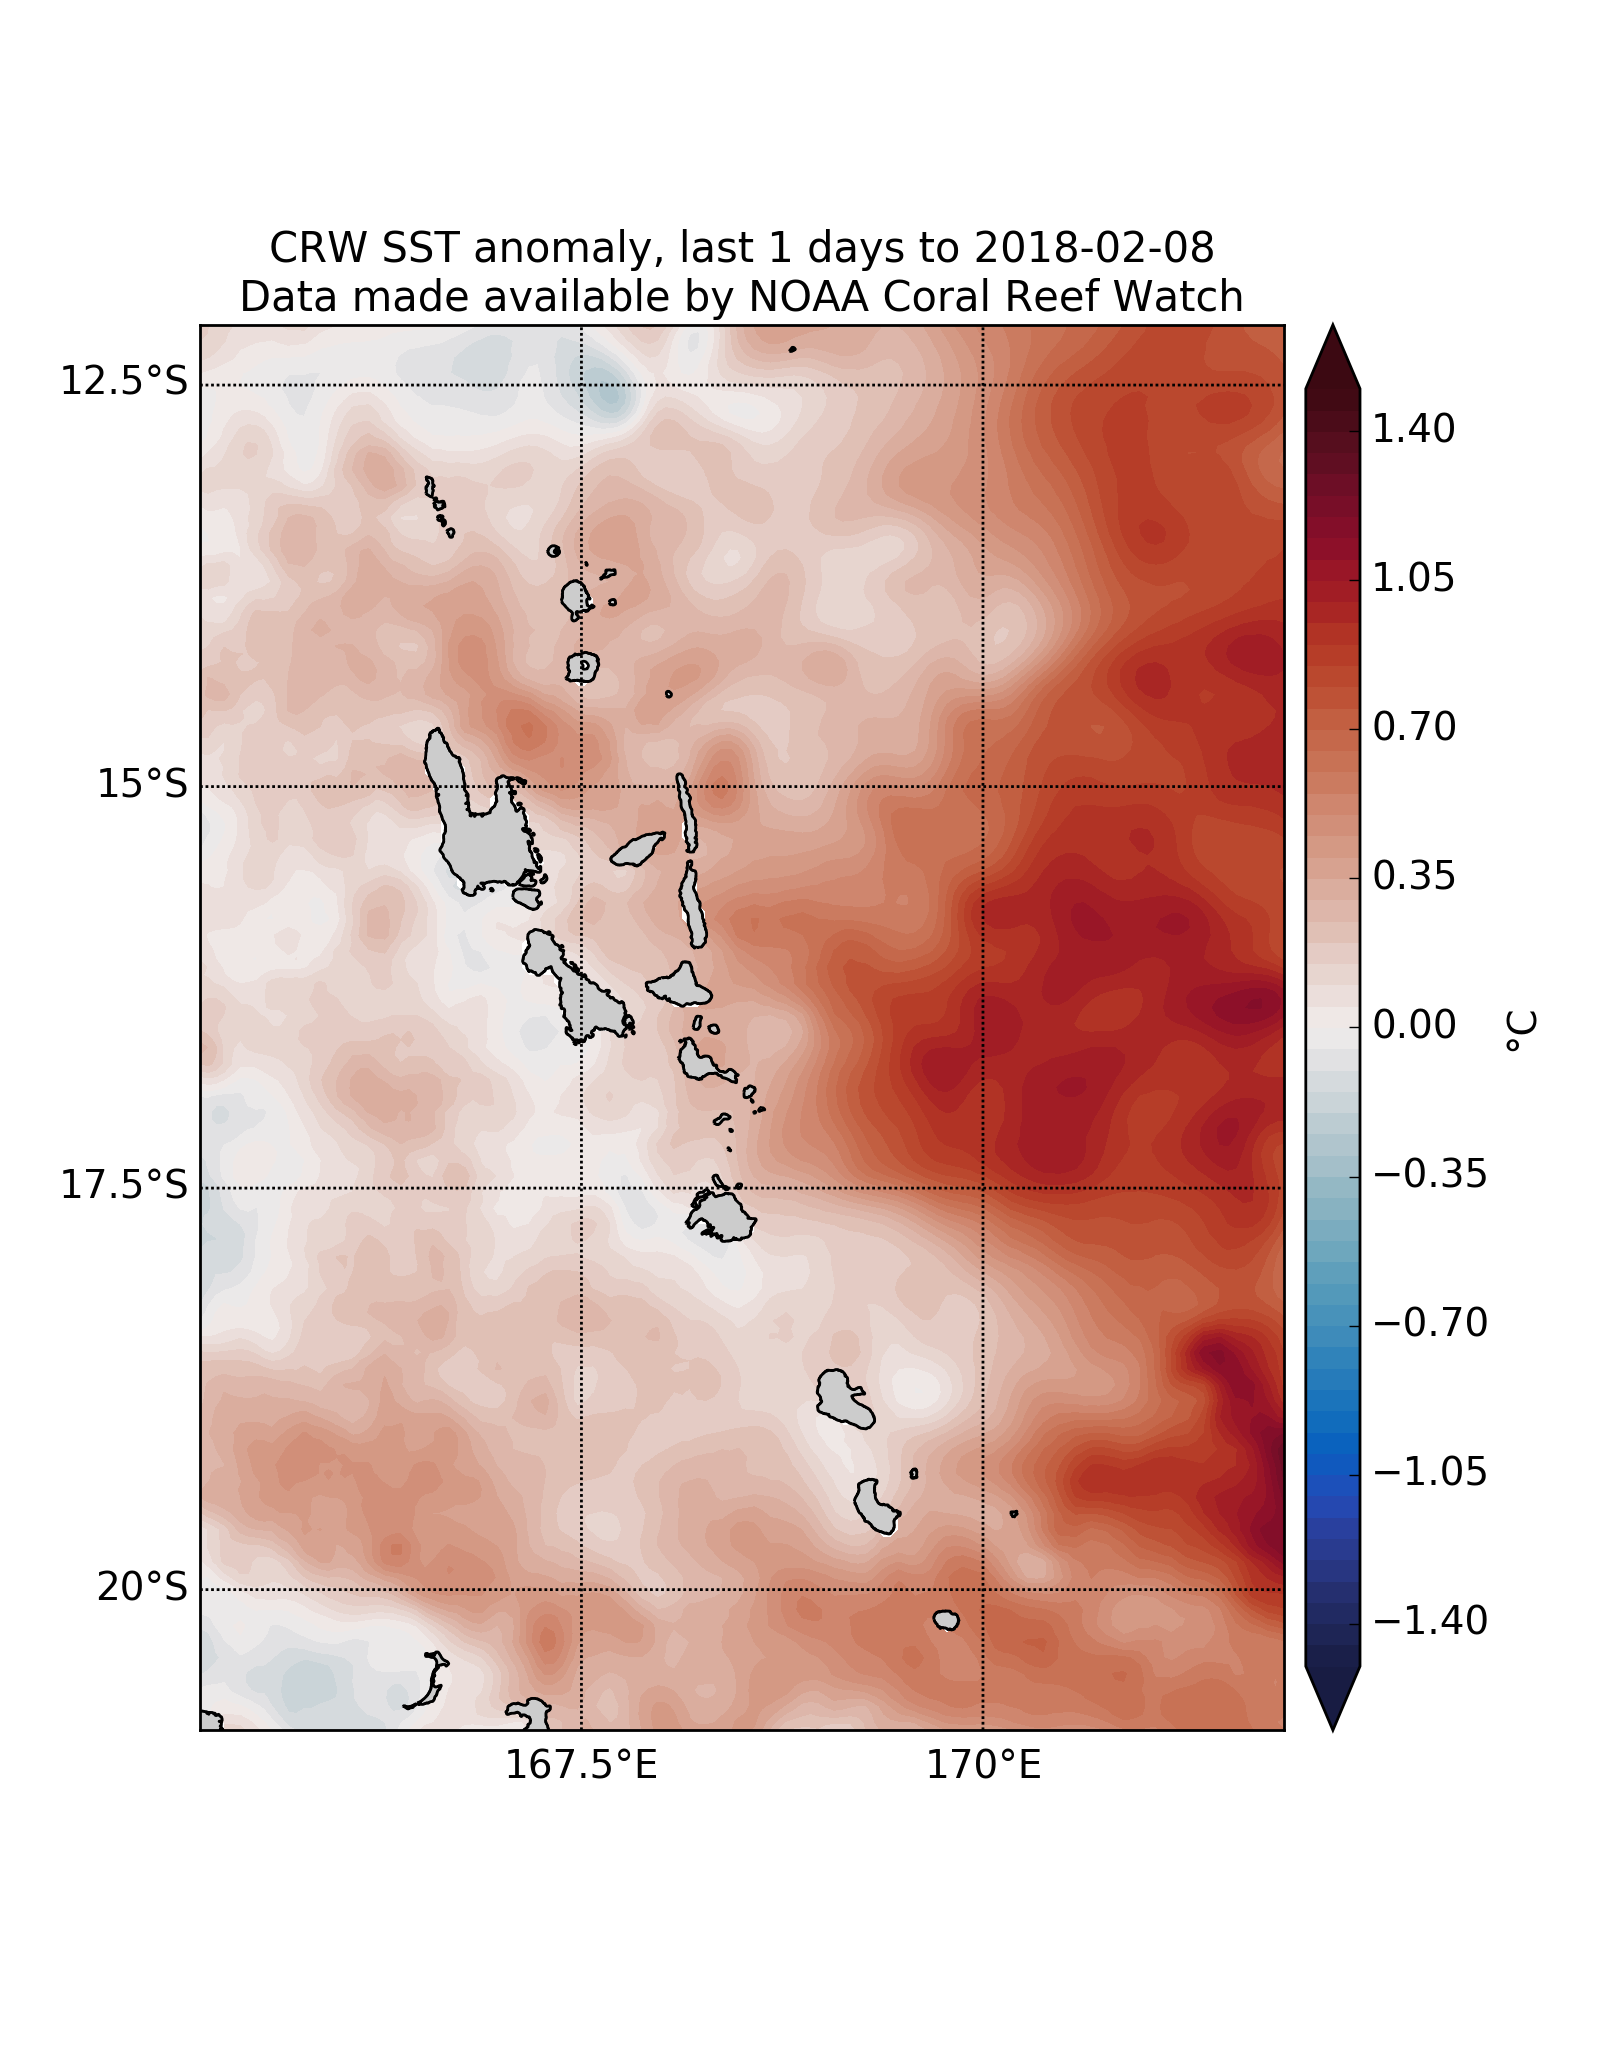 CRW SST anomaly, last 1 days to 2018-02-08
Data made available by NOAA Coral Reef Watch
12.5°S
15°S
17.5°S
20°S
167.5°E
170°E
1.40
1.05
0.70
0.35
0.00
−0.35
−0.70
−1.05
−1.40
°C